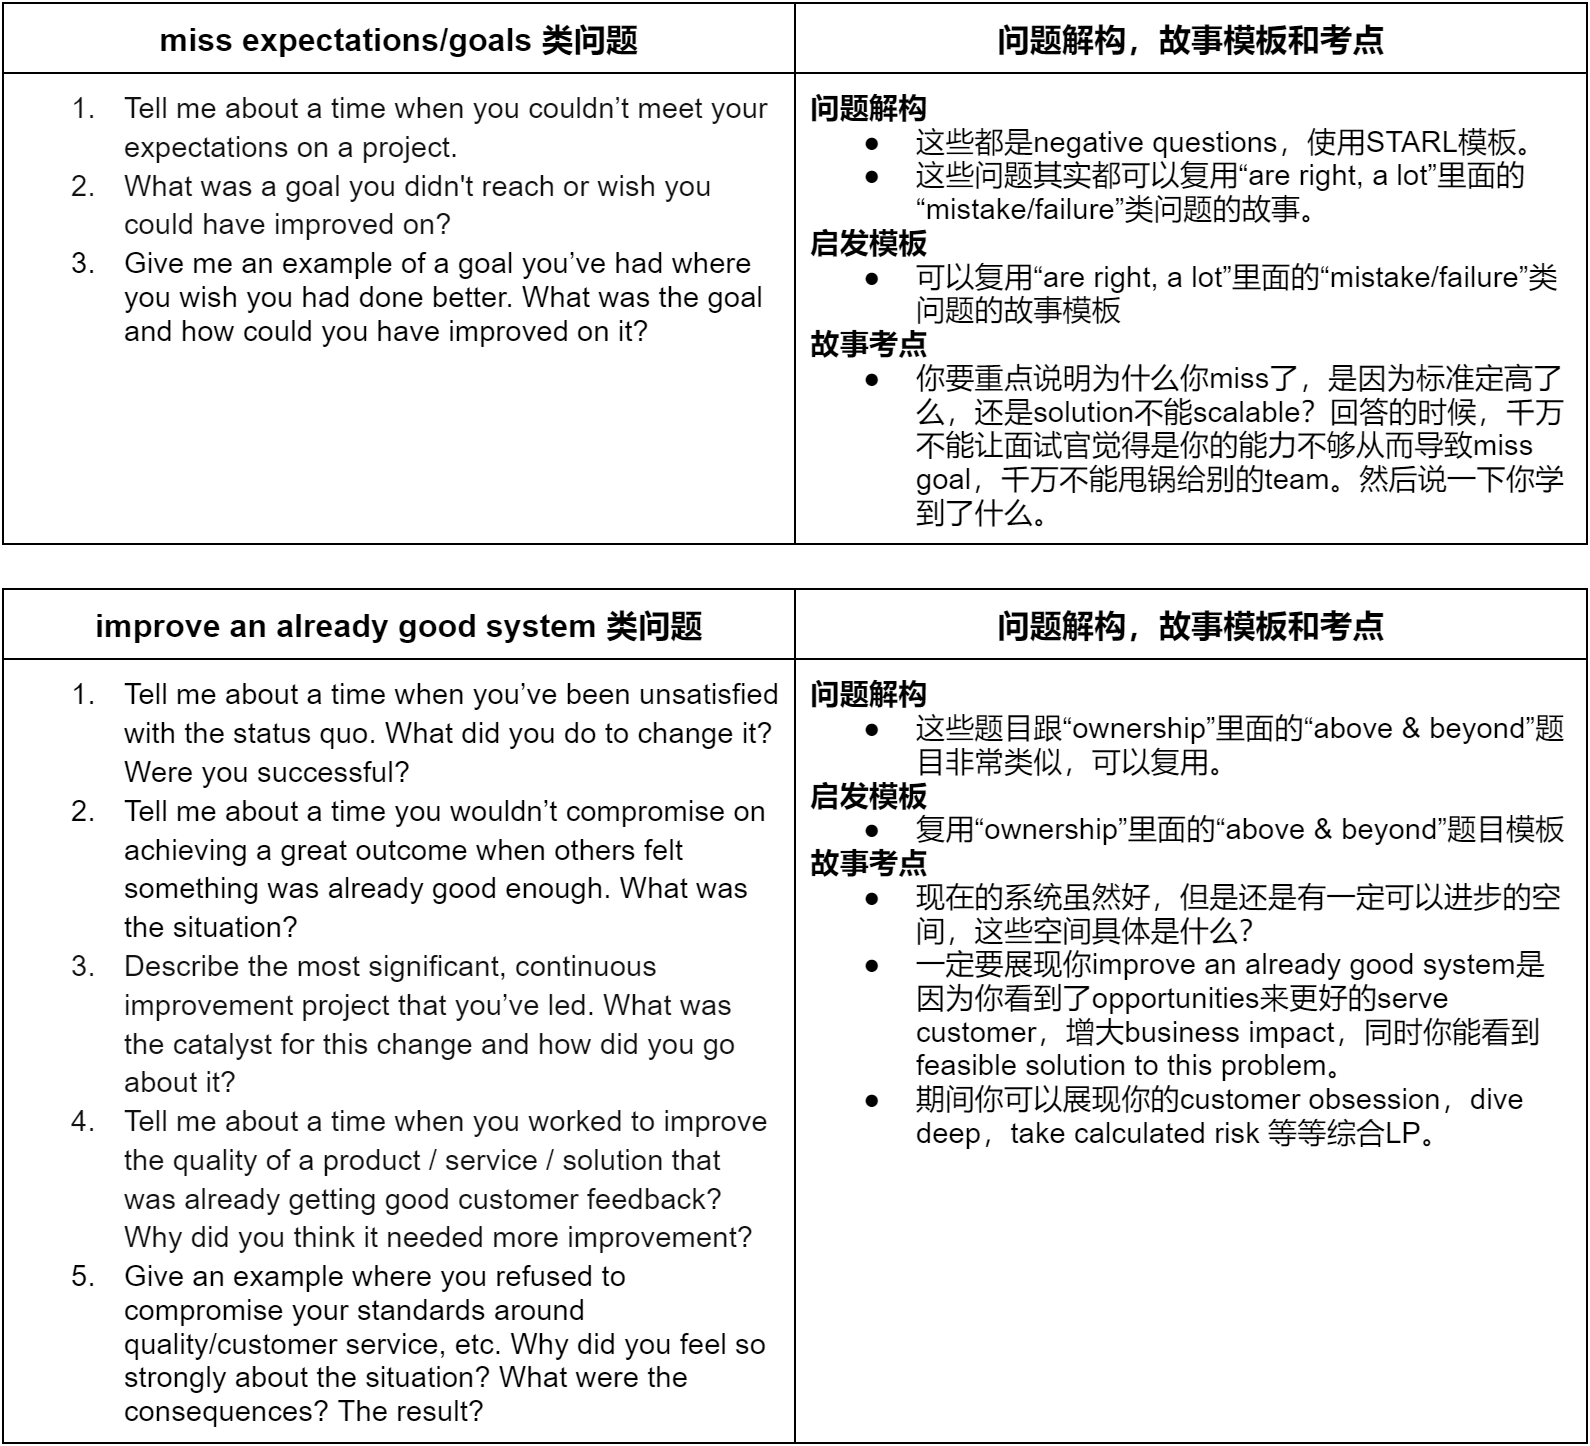 miss expectations/goals 类问题
问题解构，故事模板和考点
1. Tell me about a time when you couldn’t meet your
expectations on a project.
2. What was a goal you didn't reach or wish you
could have improved on?
3. Give me an example of a goal you’ve had where
you wish you had done better. What was the goal
and how could you have improved on it?
问题解构
● 这些都是negative questions，使用STARL模板。
● 这些问题其实都可以复用“are right, a lot”里面的
“mistake/failure”类问题的故事。
启发模板
● 可以复用“are right, a lot”里面的“mistake/failure”类
问题的故事模板
故事考点
● 你要重点说明为什么你miss了，是因为标准定高了
么，还是solution不能scalable？回答的时候，千万
不能让面试官觉得是你的能力不够从而导致miss
goal，千万不能甩锅给别的team。然后说一下你学
到了什么。
improve an already good system 类问题
问题解构，故事模板和考点
1. Tell me about a time when you’ve been unsatisfied
with the status quo. What did you do to change it?
Were you successful?
2. Tell me about a time you wouldn’t compromise on
achieving a great outcome when others felt
something was already good enough. What was
the situation?
3. Describe the most significant, continuous
improvement project that you’ve led. What was
the catalyst for this change and how did you go
about it?
4. Tell me about a time when you worked to improve
the quality of a product / service / solution that
was already getting good customer feedback?
Why did you think it needed more improvement?
5. Give an example where you refused to
compromise your standards around
quality/customer service, etc. Why did you feel so
strongly about the situation? What were the
consequences? The result?
问题解构
● 这些题目跟“ownership”里面的“above & beyond”题
目非常类似，可以复用。
启发模板
● 复用“ownership”里面的“above & beyond”题目模板
故事考点
● 现在的系统虽然好，但是还是有一定可以进步的空
间，这些空间具体是什么？
● 一定要展现你improve an already good system是
因为你看到了opportunities来更好的serve
customer，增大business impact，同时你能看到
feasible solution to this problem。
● 期间你可以展现你的customer obsession，dive
deep，take calculated risk 等等综合LP。